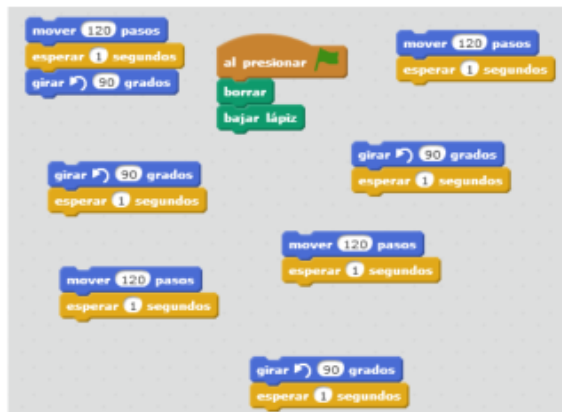 mover 120 pasos
esperar 1 segundos
girar 90 grados
al presionar
borrar
bajar lápiz
mover 120 pasos
esperar 1 segundos
girar 90 grados
esperar 1 segundos
girar 90 grados
esperar 1 segundos
mover 120 pasos
esperar 1 segundos
mover 120 pasos
esperar 1 segundos
girar 90 grados
esperar 1 segundos